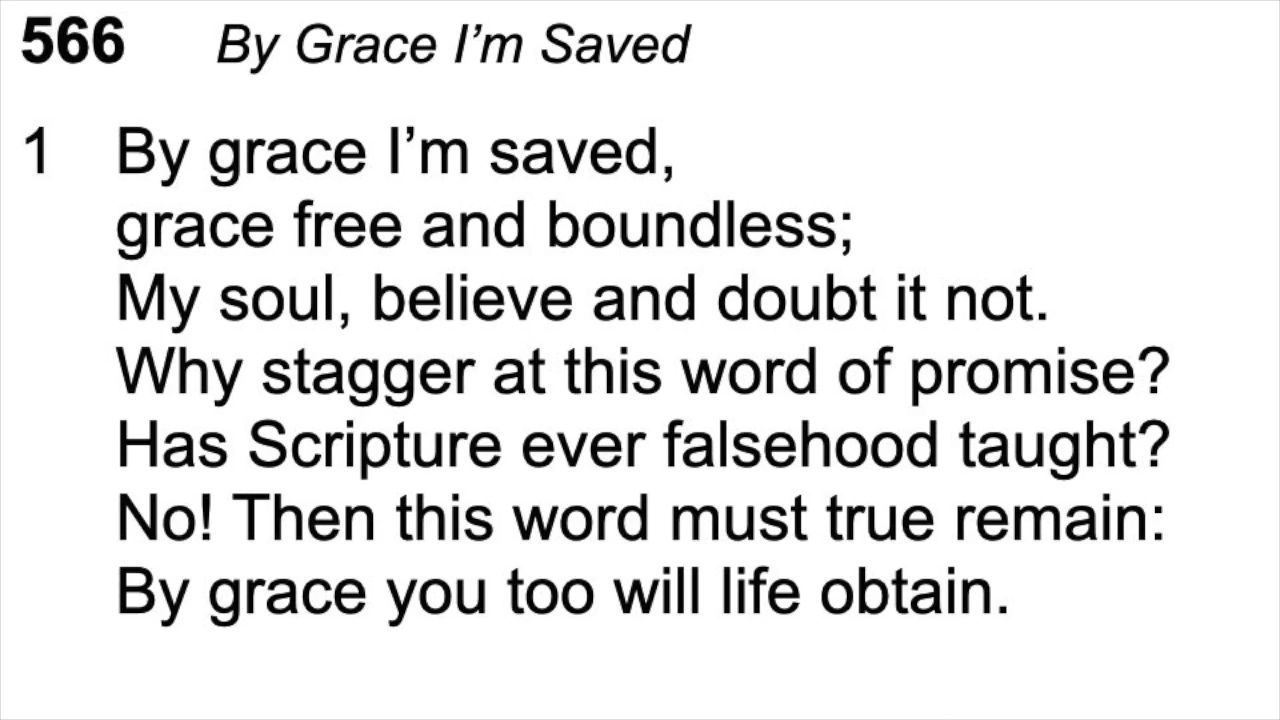 566 By Grace I’m Saved
1 By grace I’m saved,
grace free and boundless;
My soul, believe and doubt it not.
Why stagger at this word of promise?
Has Scripture ever falsehood taught?
No! Then this word must true remain:
By grace you too will life obtain.